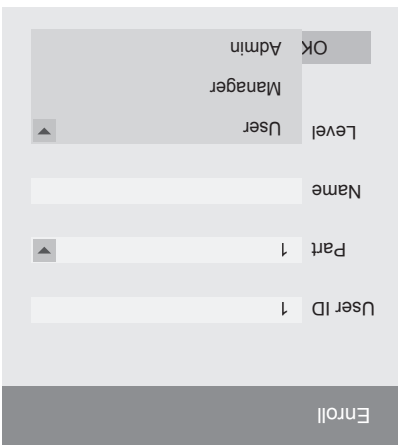 Enroll
User ID 1
Part 1
Name
Level User
Manager
OK Admin